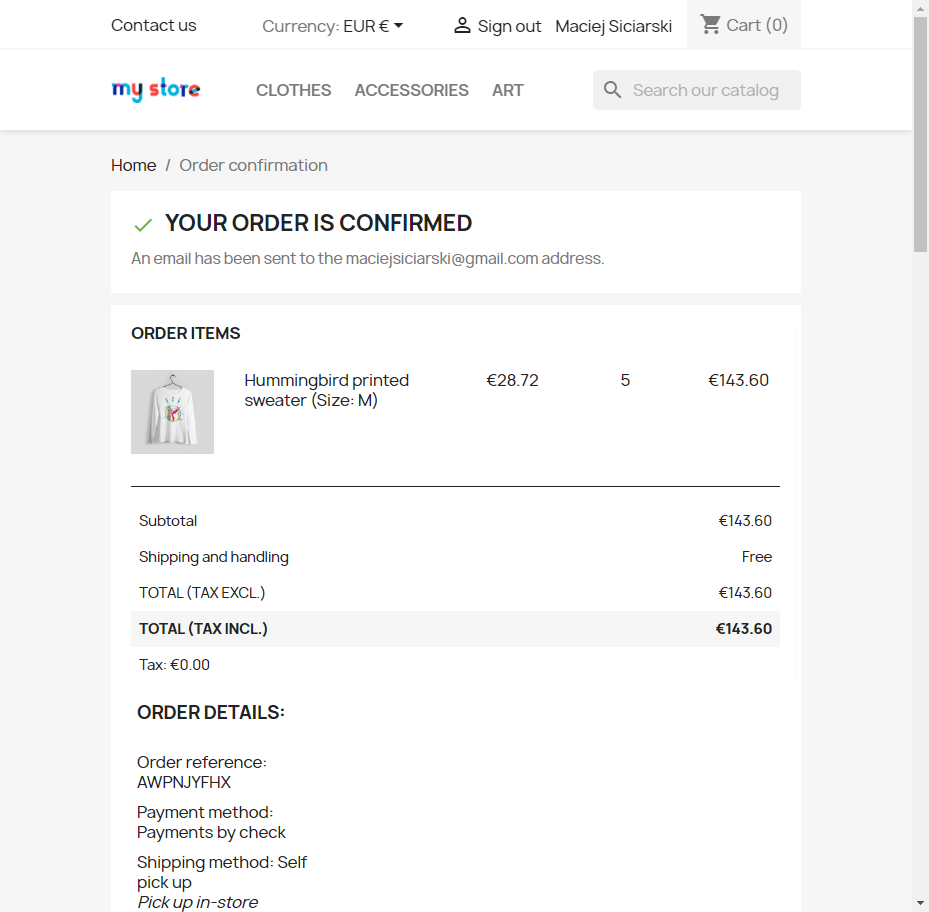 Contact us
Currency: EUR €
Sign out
Maciej Siciarski
Cart (0)
my store
CLOTHES
ACCESSORIES
ART
Search our catalog
Home / Order confirmation
YOUR ORDER IS CONFIRMED
An email has been sent to the maciejsiciarski@gmail.com address.
ORDER ITEMS
Hummingbird printed €28.72 5 €143.60
sweater (Size: M)
Subtotal €143.60
Shipping and handling Free
TOTAL (TAX EXCL.) €143.60
TOTAL (TAX INCL.) €143.60
Tax: €0.00
ORDER DETAILS:
Order reference:
AWPNJYFHX
Payment method:
Payments by check
Shipping method: Self
pick up
Pick up in-store